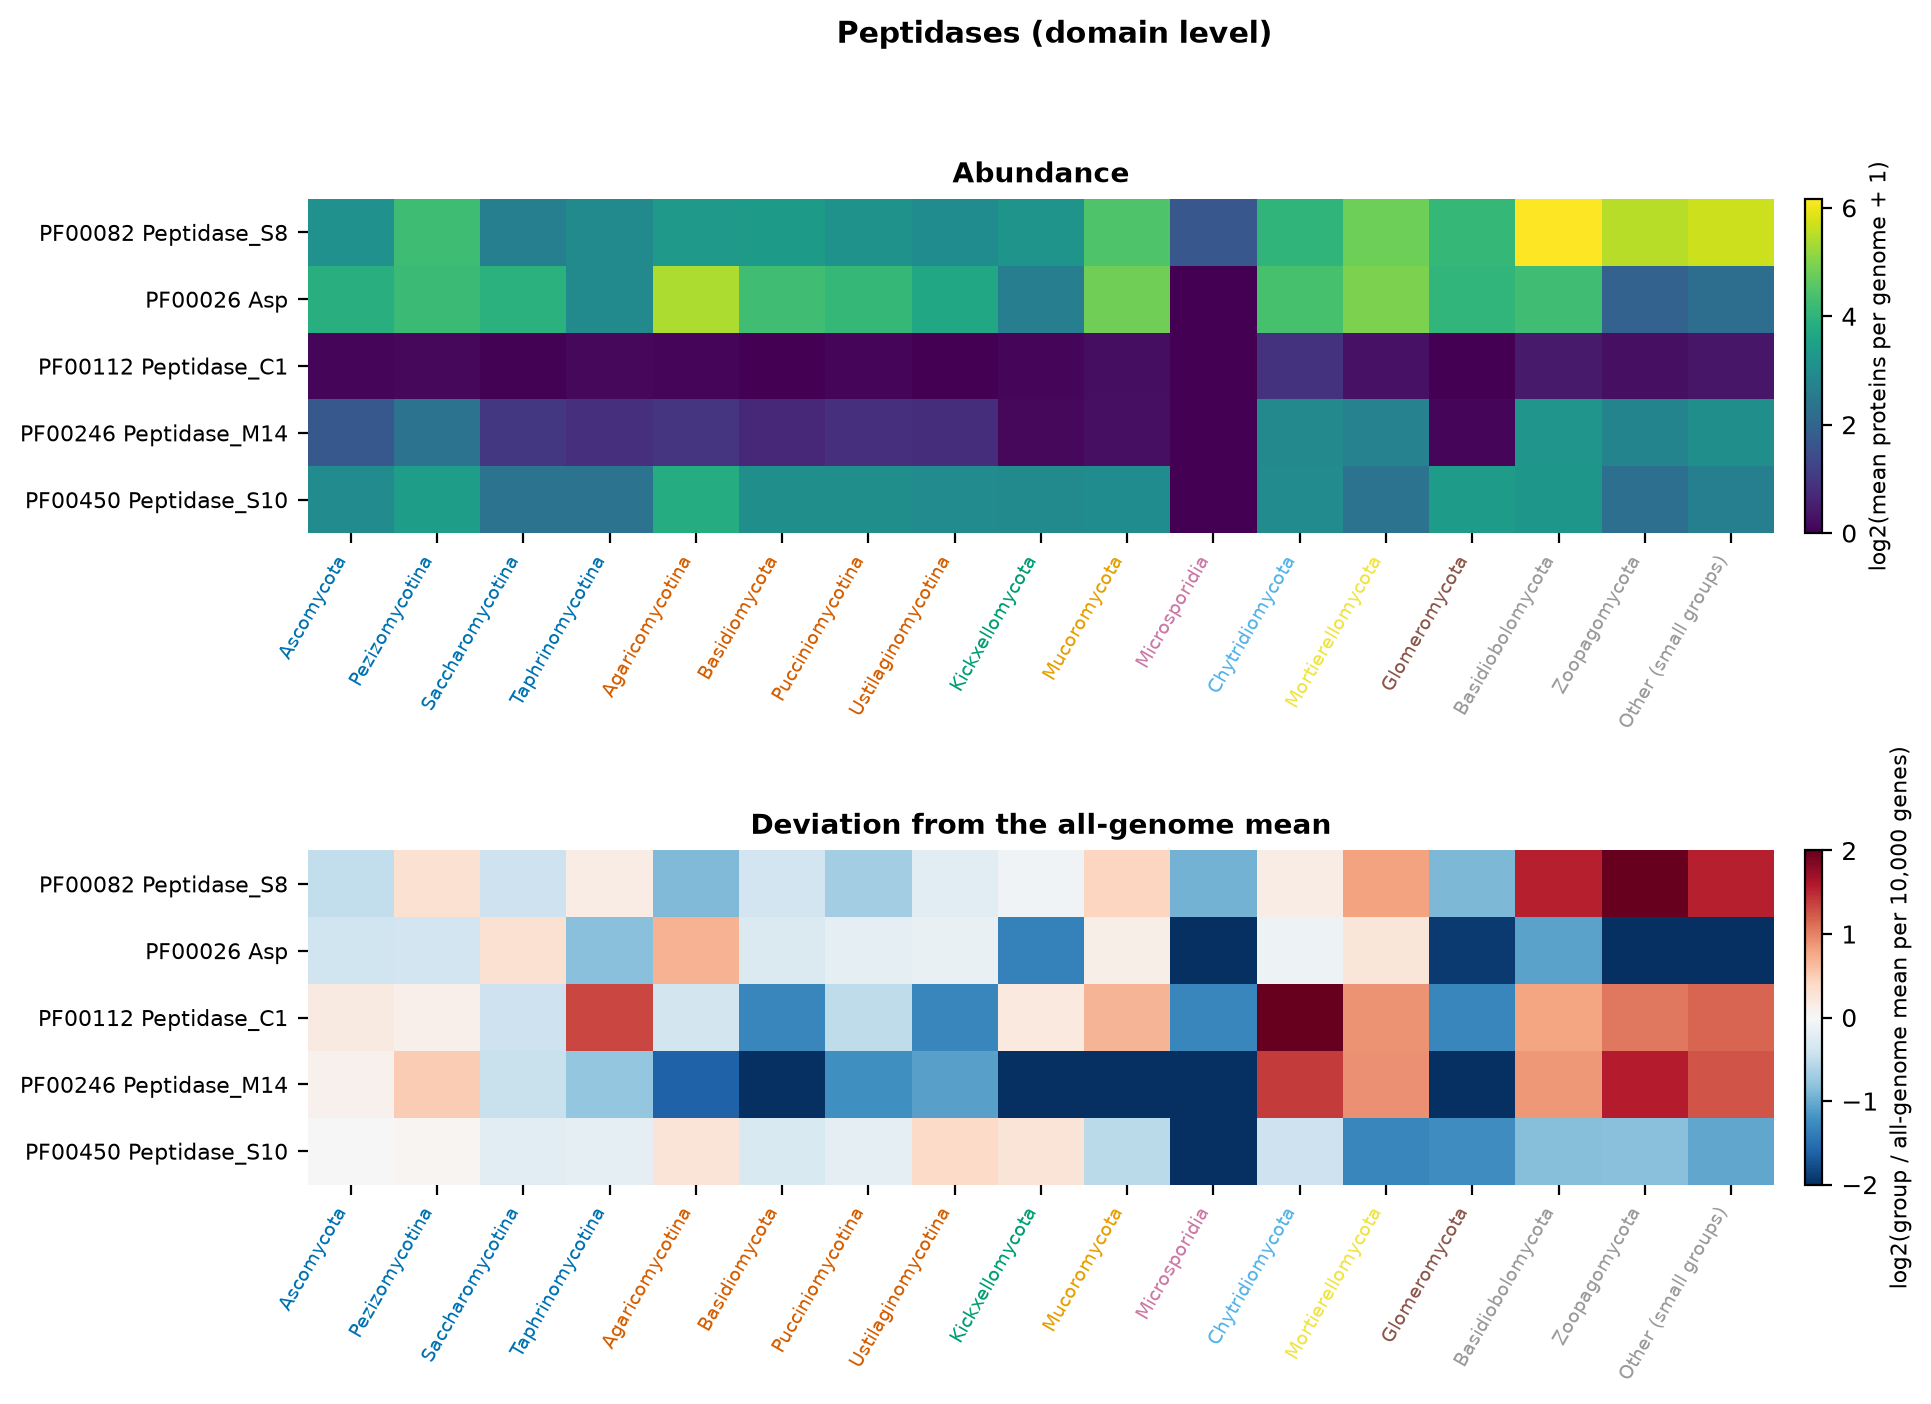 Peptidases (domain level)
Abundance
PF00082 Peptidase_S8
PF00026 Asp
PF00112 Peptidase_C1
PF00246 Peptidase_M14
PF00450 Peptidase_S10
Ascomycota
Pezizomycotina
Saccharomycotina
Taphrinomycotina
Agaricomycotina
Basidiomycota
Pucciniomycotina
Ustilaginomycotina
Kickxellomycota
Mucoromycota
Microsporidia
Chytridiomycota
Mortierellomycota
Glomeromycota
Basidiobolomycota
Zoopagomycota
Other (small groups)
6
4
2
0
log2(mean proteins per genome + 1)
Deviation from the all-genome mean
PF00082 Peptidase_S8
PF00026 Asp
PF00112 Peptidase_C1
PF00246 Peptidase_M14
PF00450 Peptidase_S10
Ascomycota
Pezizomycotina
Saccharomycotina
Taphrinomycotina
Agaricomycotina
Basidiomycota
Pucciniomycotina
Ustilaginomycotina
Kickxellomycota
Mucoromycota
Microsporidia
Chytridiomycota
Mortierellomycota
Glomeromycota
Basidiobolomycota
Zoopagomycota
Other (small groups)
2
1
0
−1
−2
log2(group / all-genome mean per 10,000 genes)